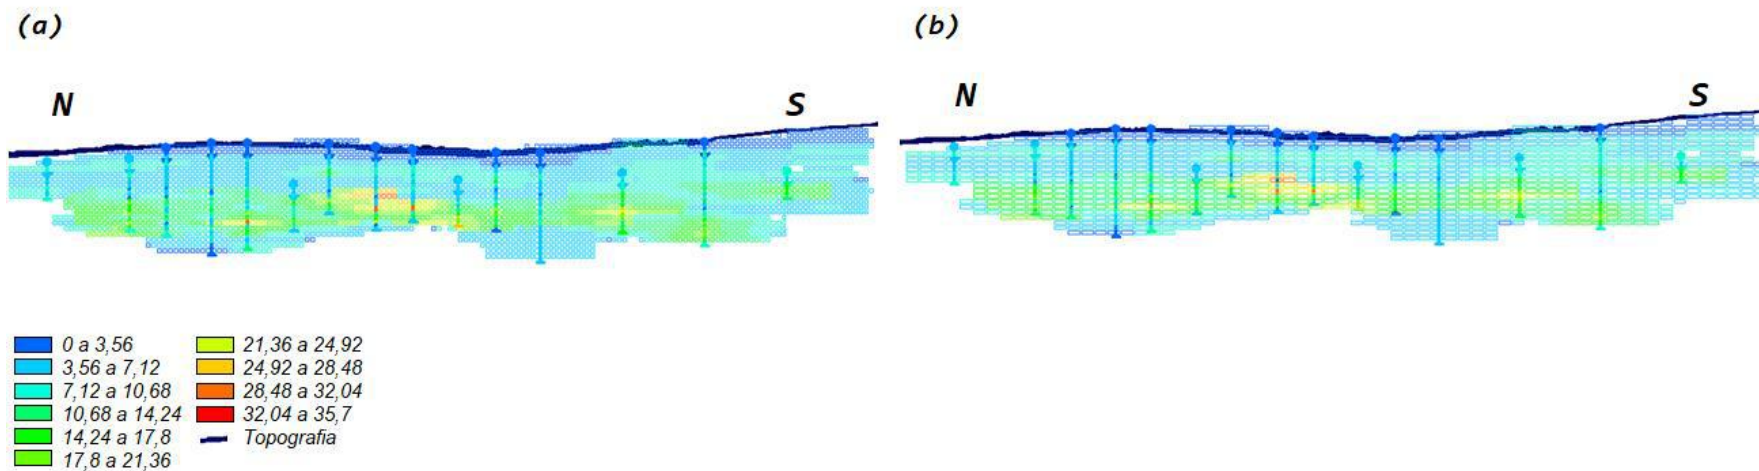 (a)
(b)
N
S
N
S
0 a 3,56
3,56 a 7,12
7,12 a 10,68
10,68 a 14,24
14,24 a 17,8
17,8 a 21,36
21,36 a 24,92
24,92 a 28,48
28,48 a 32,04
32,04 a 35,7
Topografia